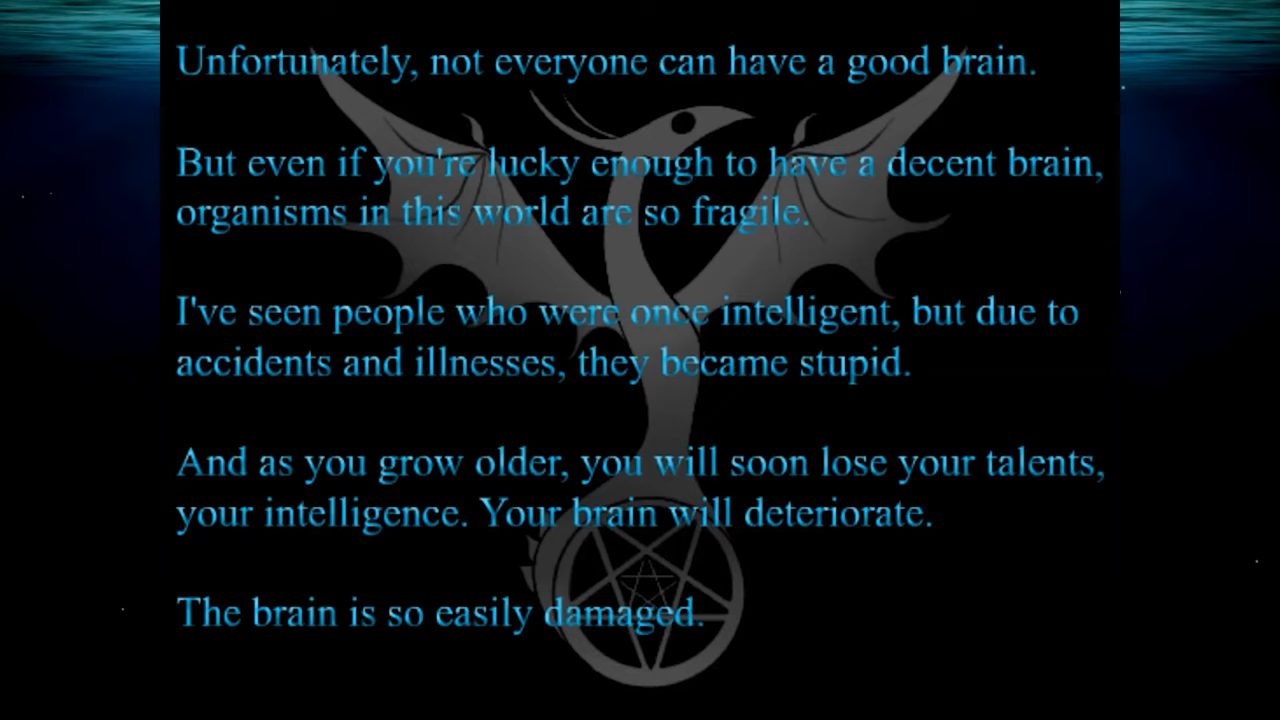 Unfortunately, not everyone can have a good brain.
But even if you're lucky enough to have a decent brain,
organisms in this world are so fragile.
I've seen people who were once intelligent, but due to
accidents and illnesses, they became stupid.
And as you grow older, you will soon lose your talents,
your intelligence. Your brain will deteriorate.
The brain is so easily damaged.